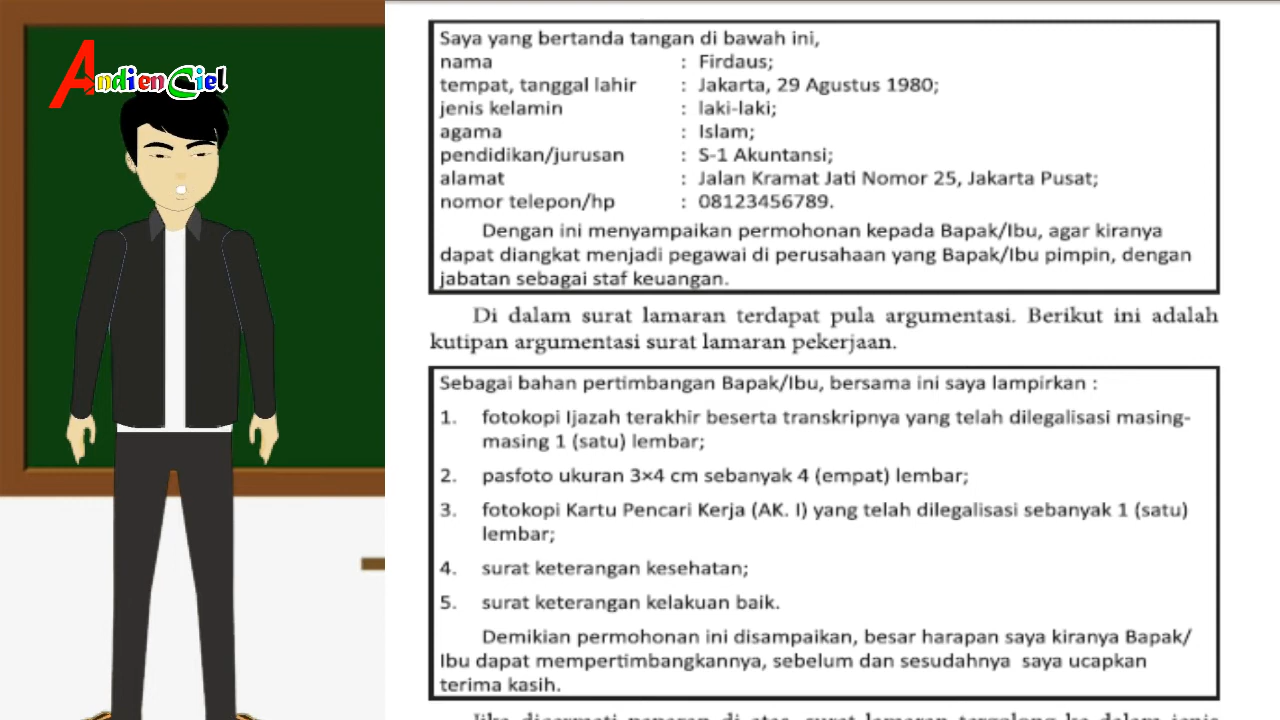 Andien Ciel
Saya yang bertanda tangan di bawah ini,
nama : Firdaus;
tempat, tanggal lahir : Jakarta, 29 Agustus 1980;
jenis kelamin : laki-laki;
agama : Islam;
pendidikan/jurusan : S-1 Akuntansi;
alamat : Jalan Kramat Jati Nomor 25, Jakarta Pusat;
nomor telepon/hp : 08123456789.
Dengan ini menyampaikan permohonan kepada Bapak/Ibu, agar kiranya
dapat diangkat menjadi pegawai di perusahaan yang Bapak/Ibu pimpin, dengan
jabatan sebagai staf keuangan.
Di dalam surat lamaran terdapat pula argumentasi. Berikut ini adalah
kutipan argumentasi surat lamaran pekerjaan.
Sebagai bahan pertimbangan Bapak/Ibu, bersama ini saya lampirkan :
1. fotokopi Ijazah terakhir beserta transkripnya yang telah dilegalisasi masing-
masing 1 (satu) lembar;
2. pasfoto ukuran 3×4 cm sebanyak 4 (empat) lembar;
3. fotokopi Kartu Pencari Kerja (AK. I) yang telah dilegalisasi sebanyak 1 (satu)
lembar;
4. surat keterangan kesehatan;
5. surat keterangan kelakuan baik.
Demikian permohonan ini disampaikan, besar harapan saya kiranya Bapak/
Ibu dapat mempertimbangkannya, sebelum dan sesudahnya saya ucapkan
terima kasih.